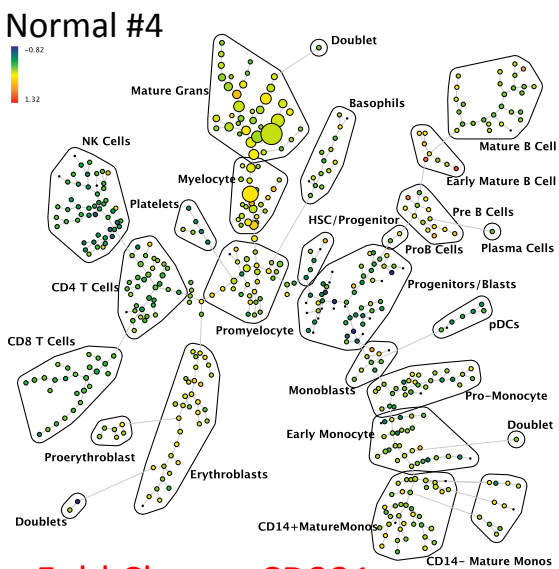 Normal #4
-0.82
1.32
Doublet
Mature Grans
Basophils
NK Cells
Mature B Cell
Early Mature B Cell
Myelocyte
Platelets
HSC/Progenitor
Pre B Cells
ProB Cells
Plasma Cells
CD4 T Cells
Progenitors/Blasts
pDCs
Promyelocyte
CD8 T Cells
Monoblasts
Pro-Monocyte
Early Monocyte
Doublet
Proerythroblast
Erythroblasts
Doublets
CD14+MatureMonos
CD14- Mature Monos